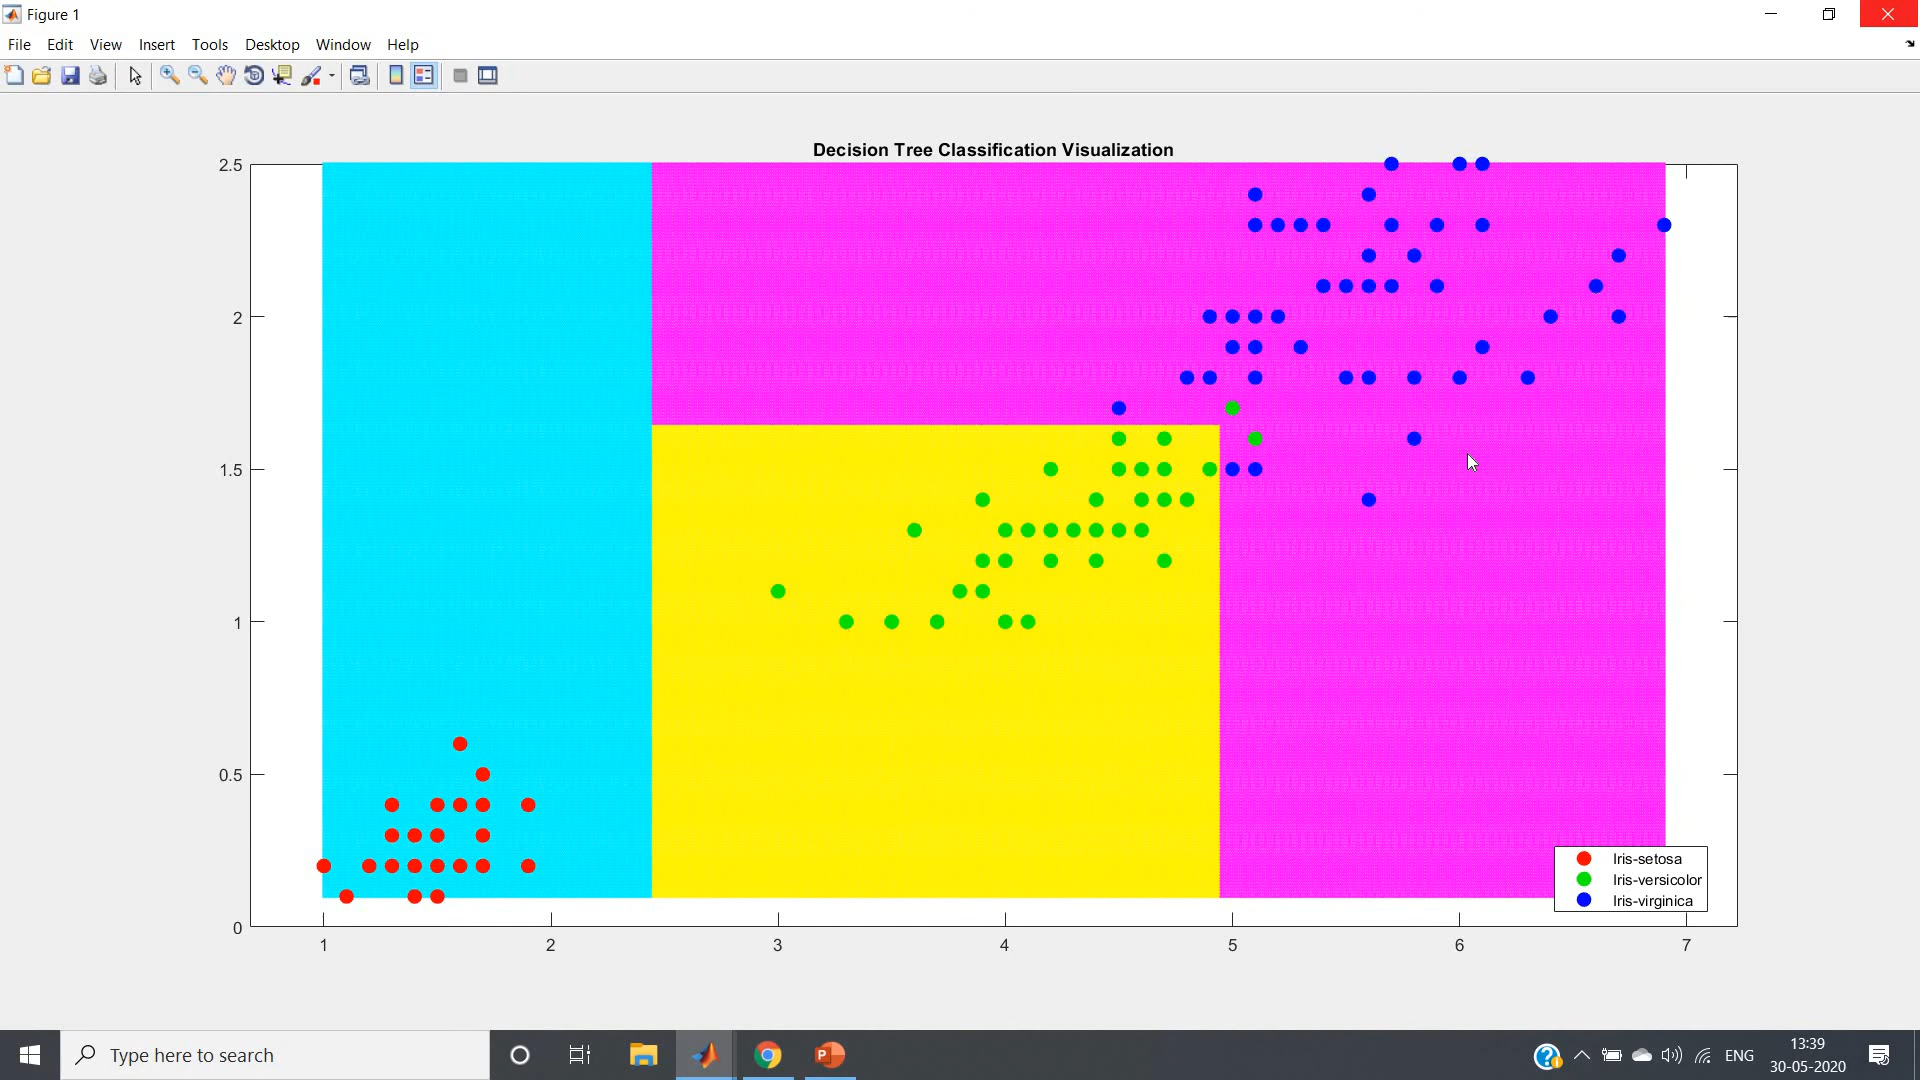 Figure 1
File Edit View Insert Tools Desktop Window Help
Decision Tree Classification Visualization
2.5
2
1.5
1
0.5
0
1 2 3 4 5 6 7
Iris-setosa
Iris-versicolor
Iris-virginica
Type here to search
ENG
13:39
30-05-2020